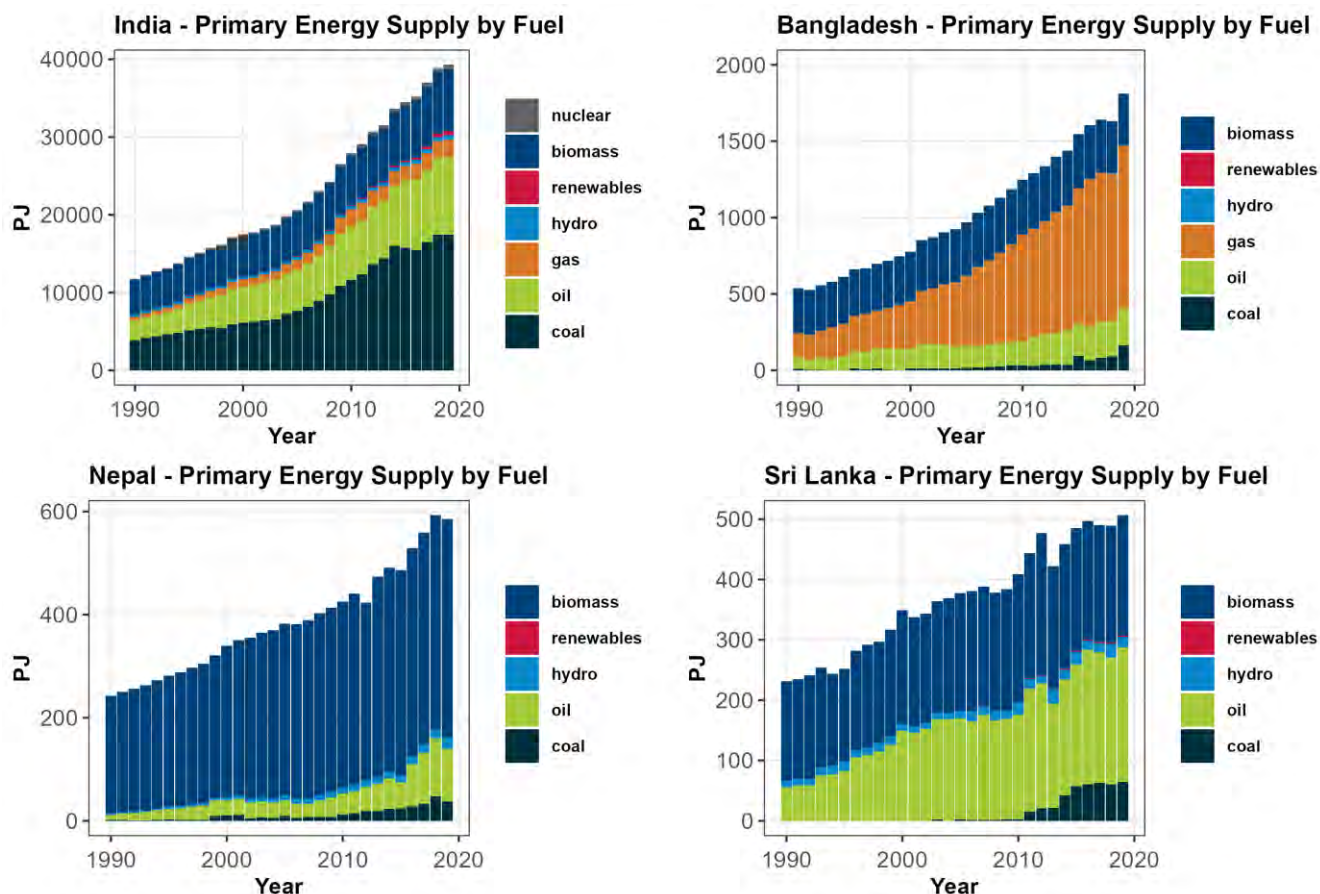 India - Primary Energy Supply by Fuel
40000
30000
20000
10000
0
PJ
1990
2000
2010
2020
Year
nuclear
biomass
renewables
hydro
gas
oil
coal
Bangladesh - Primary Energy Supply by Fuel
2000
1500
1000
500
0
PJ
1990
2000
2010
2020
Year
biomass
renewables
hydro
gas
oil
coal
Nepal - Primary Energy Supply by Fuel
600
400
200
0
PJ
1990
2000
2010
2020
Year
biomass
renewables
hydro
oil
coal
Sri Lanka - Primary Energy Supply by Fuel
500
400
300
200
100
0
PJ
1990
2000
2010
2020
Year
biomass
renewables
hydro
oil
coal